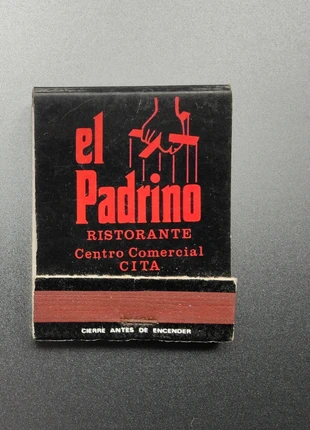 el
Padrino
RISTORANTE
Centro Comercial
CITA
CIERRE ANTES DE ENCENDER